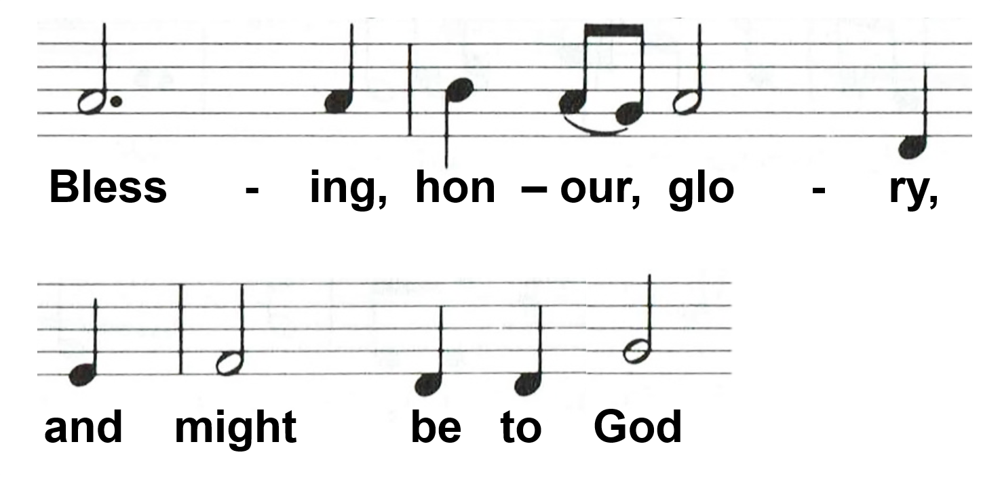 Bless - ing, hon – our, glo - ry,
and might be to God